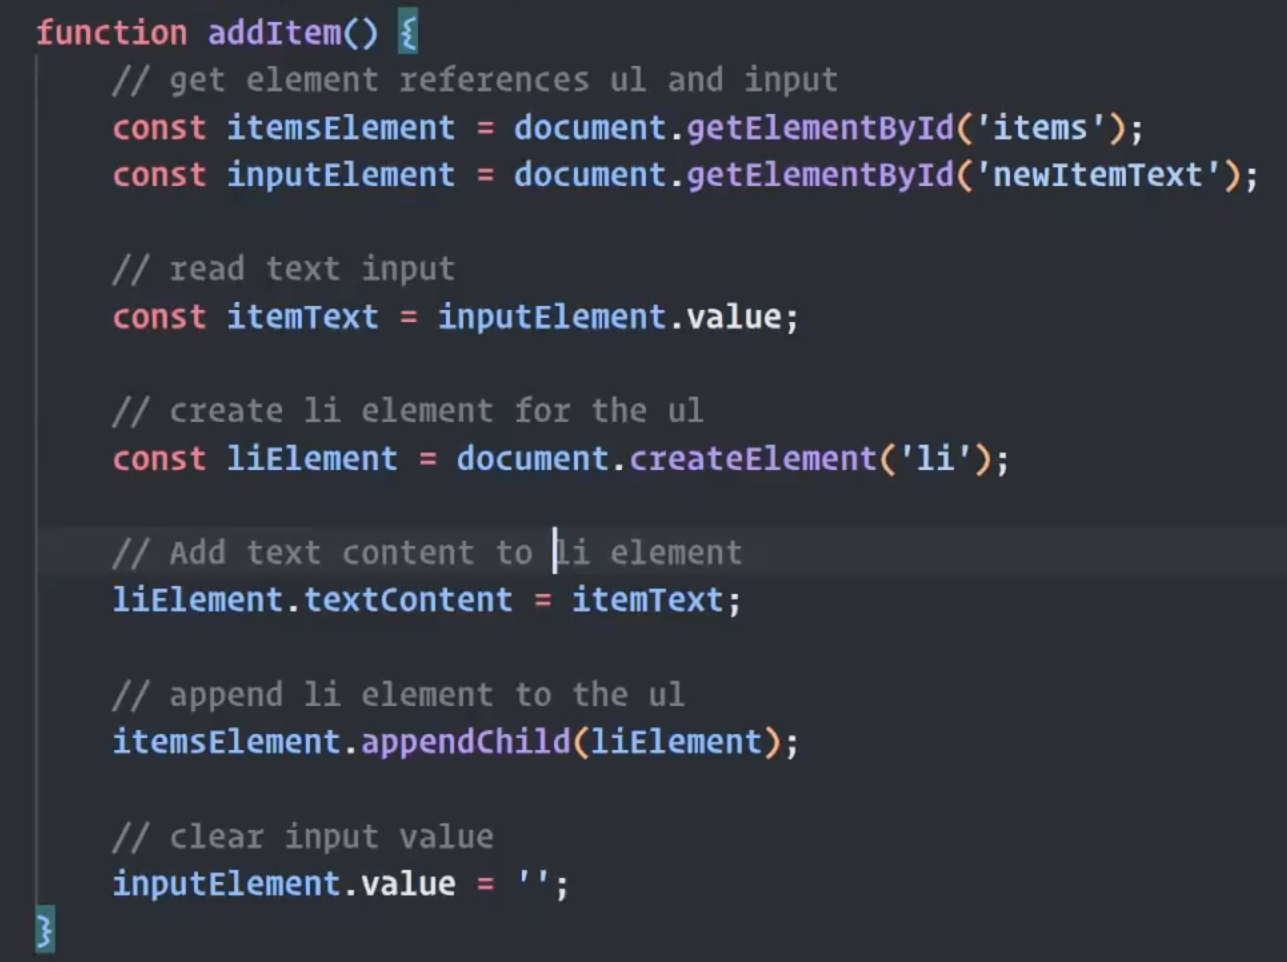 function addItem() {
    // get element references ul and input
    const itemsElement = document.getElementById('items');
    const inputElement = document.getElementById('newItemText');

    // read text input
    const itemText = inputElement.value;

    // create li element for the ul
    const liElement = document.createElement('li');

    // Add text content to li element
    liElement.textContent = itemText;

    // append li element to the ul
    itemsElement.appendChild(liElement);

    // clear input value
    inputElement.value = '';
}